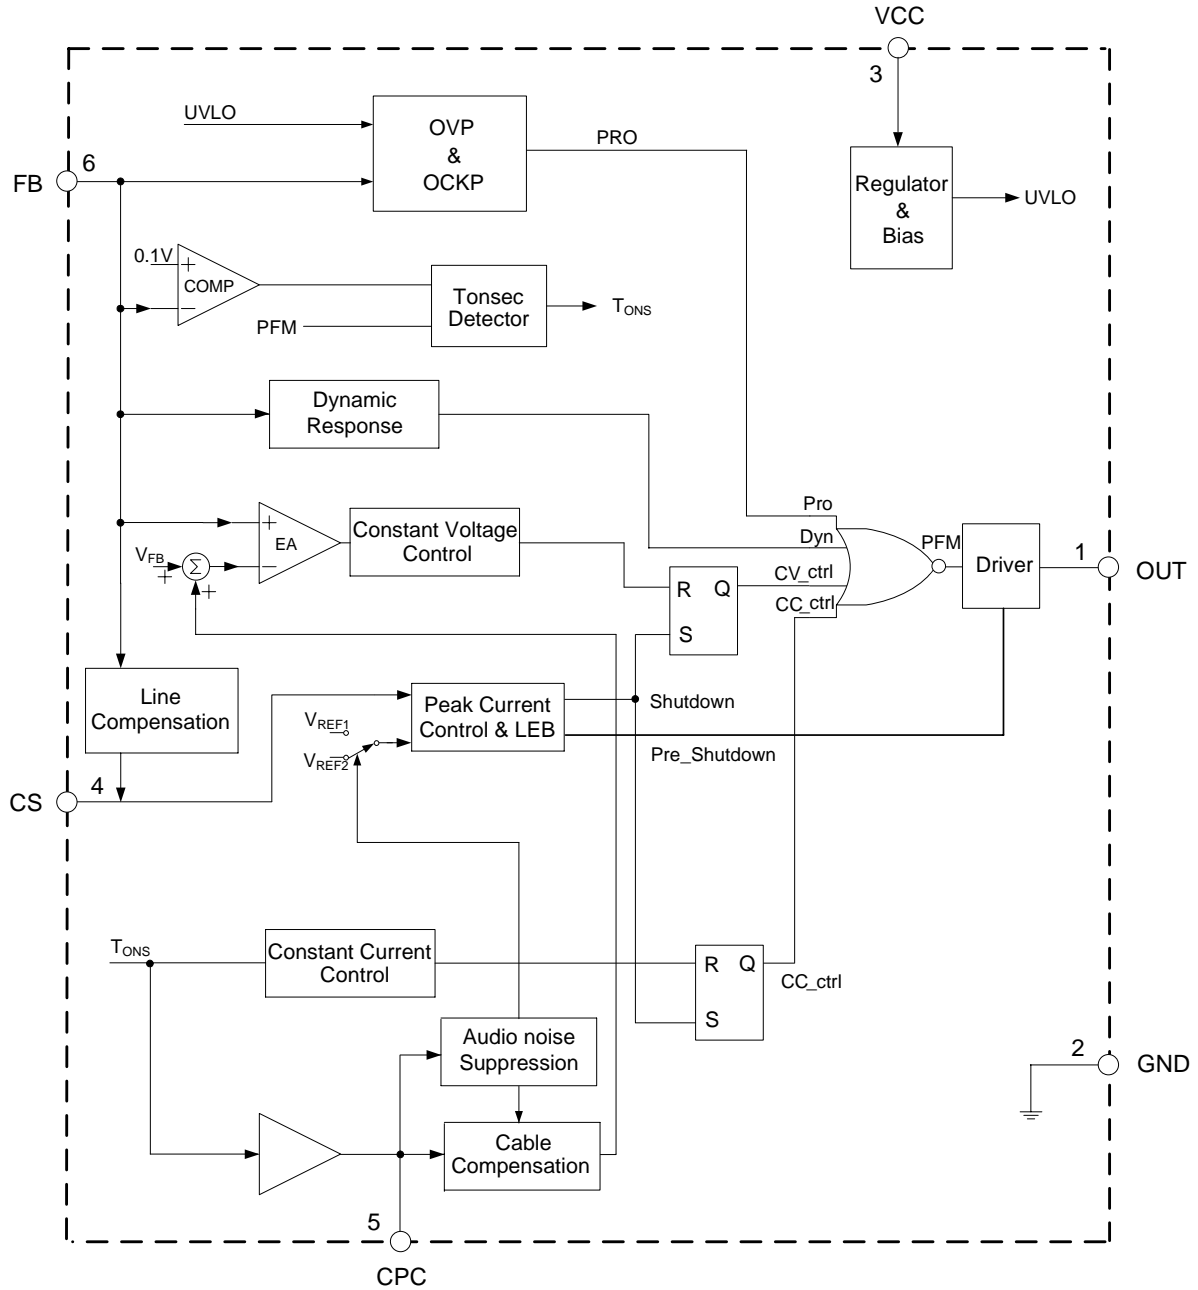 VCC
3
UVLO
OVP
&
OCKP
PRO
6
FB
Regulator
&
Bias
UVLO
0.1V
+
COMP
−
Tonsec
Detector
TONS
PFM
Dynamic
Response
Pro
Dyn
+
EA
−
Constant Voltage
Control
VFB
+
Σ
+
PFM
Driver
1
OUT
R Q
S
CV_ctrl
CC_ctrl
Line
Compensation
Peak Current
Control & LEB
Shutdown
VREF1
VREF2
Pre_Shutdown
4
CS
TONS
Constant Current
Control
R Q
S
CC_ctrl
Audio noise
Suppression
2
GND
Cable
Compensation
5
CPC